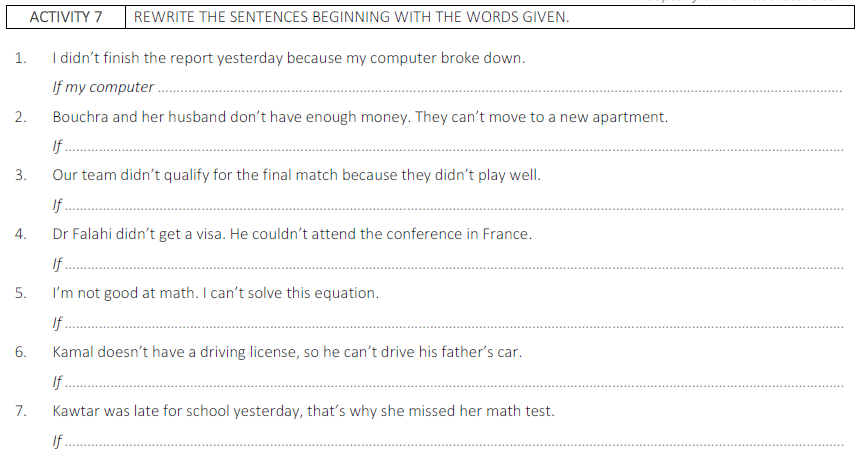 ACTIVITY 7 REWRITE THE SENTENCES BEGINNING WITH THE WORDS GIVEN.
1. I didn’t finish the report yesterday because my computer broke down.
If my computer ........................................
2. Bouchra and her husband don’t have enough money. They can’t move to a new apartment.
If ........................................
3. Our team didn’t qualify for the final match because they didn’t play well.
If ........................................
4. Dr Falahi didn’t get a visa. He couldn’t attend the conference in France.
If ........................................
5. I’m not good at math. I can’t solve this equation.
If ........................................
6. Kamal doesn’t have a driving license, so he can’t drive his father’s car.
If ........................................
7. Kawtar was late for school yesterday, that’s why she missed her math test.
If ........................................